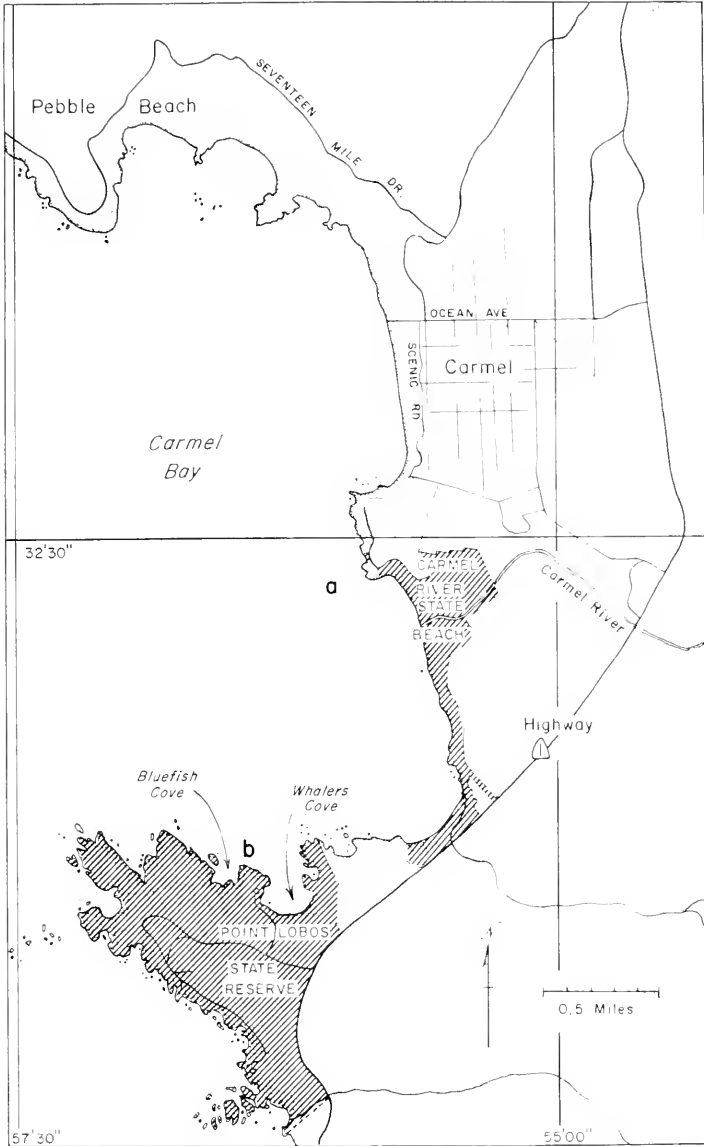 SEVENTEEN
MILE
DR.
Pebble Beach
OCEAN AVE
SCENIC
RD
Carmel
Carmel
Bay
32'30"
a
CARMEL
RIVER
STATE
BEACH
Carmel River
Highway
1
Bluefish
Cove
Whalers
Cove
b
POINT LOBOS
STATE
RESERVE
0.5 Miles
57'30"
55'00"